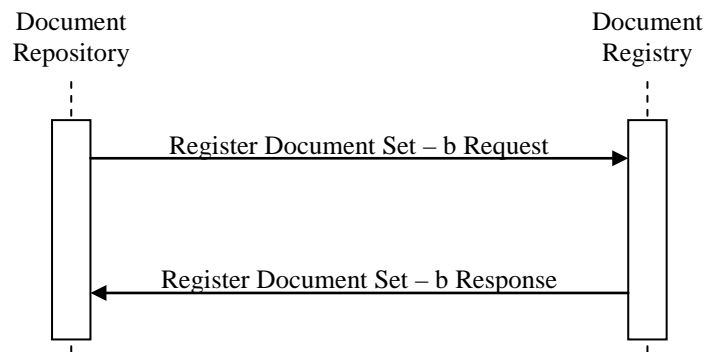 Document
Repository
Document
Registry
Register Document Set – b Request
Register Document Set – b Response